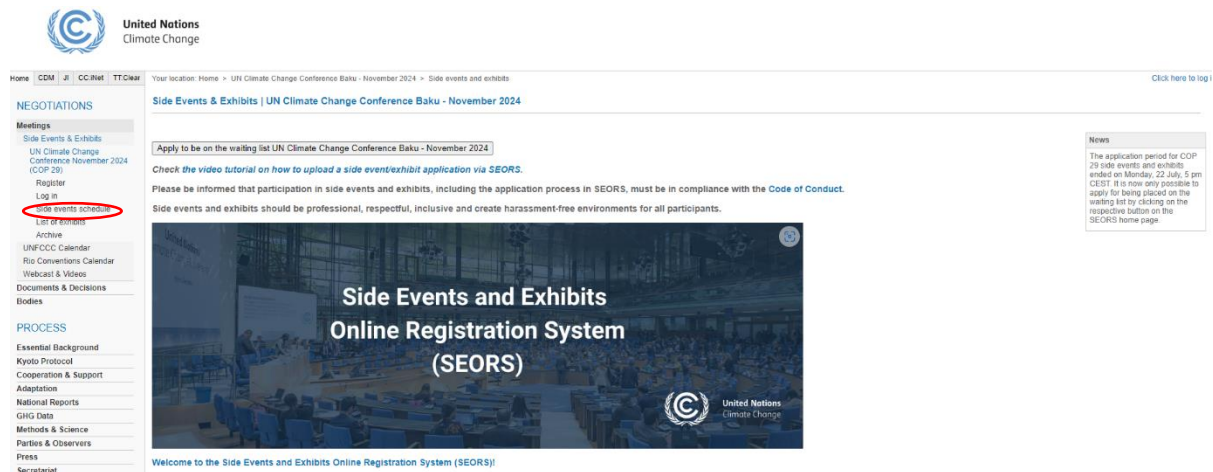 United Nations
Climate Change
Home CDM JI CC:iNet TT:Clear
Your location: Home > UN Climate Change Conference Baku - November 2024 > Side events and exhibits
Click here to log i
NEGOTIATIONS
Meetings
Side Events & Exhibits
UN Climate Change
Conference November 2024
(COP 29)
Register
Log in
Side events schedule
List of exhibits
Archive
UNFCCC Calendar
Rio Conventions Calendar
Webcast & Videos
Documents & Decisions
Bodies
PROCESS
Essential Background
Kyoto Protocol
Cooperation & Support
Adaptation
National Reports
GHG Data
Methods & Science
Parties & Observers
Press
Secretariat
Side Events & Exhibits | UN Climate Change Conference Baku - November 2024
Apply to be on the waiting list UN Climate Change Conference Baku - November 2024
Check the video tutorial on how to upload a side event/exhibit application via SEORS.
Please be informed that participation in side events and exhibits, including the application process in SEORS, must be in compliance with the Code of Conduct.
Side events and exhibits should be professional, respectful, inclusive and create harassment-free environments for all participants.
Side Events and Exhibits
Online Registration System
(SEORS)
United Nations
Climate Change
Welcome to the Side Events and Exhibits Online Registration System (SEORS)!
News
The application period for COP
29 side events and exhibits
ended on Monday, 22 July, 5 pm
CEST. It is now only possible to
apply for being placed on the
waiting list by clicking on the
respective button on the
SEORS home page.